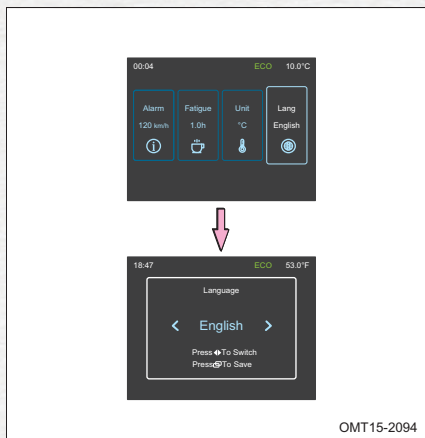 00:04 ECO 10.0°C
Alarm Fatigue Unit Lang
120 km/h 1.0h °C English
18:47 ECO 53.0°F
Language
< English >
Press To Switch
Press To Save
OMT15-2094